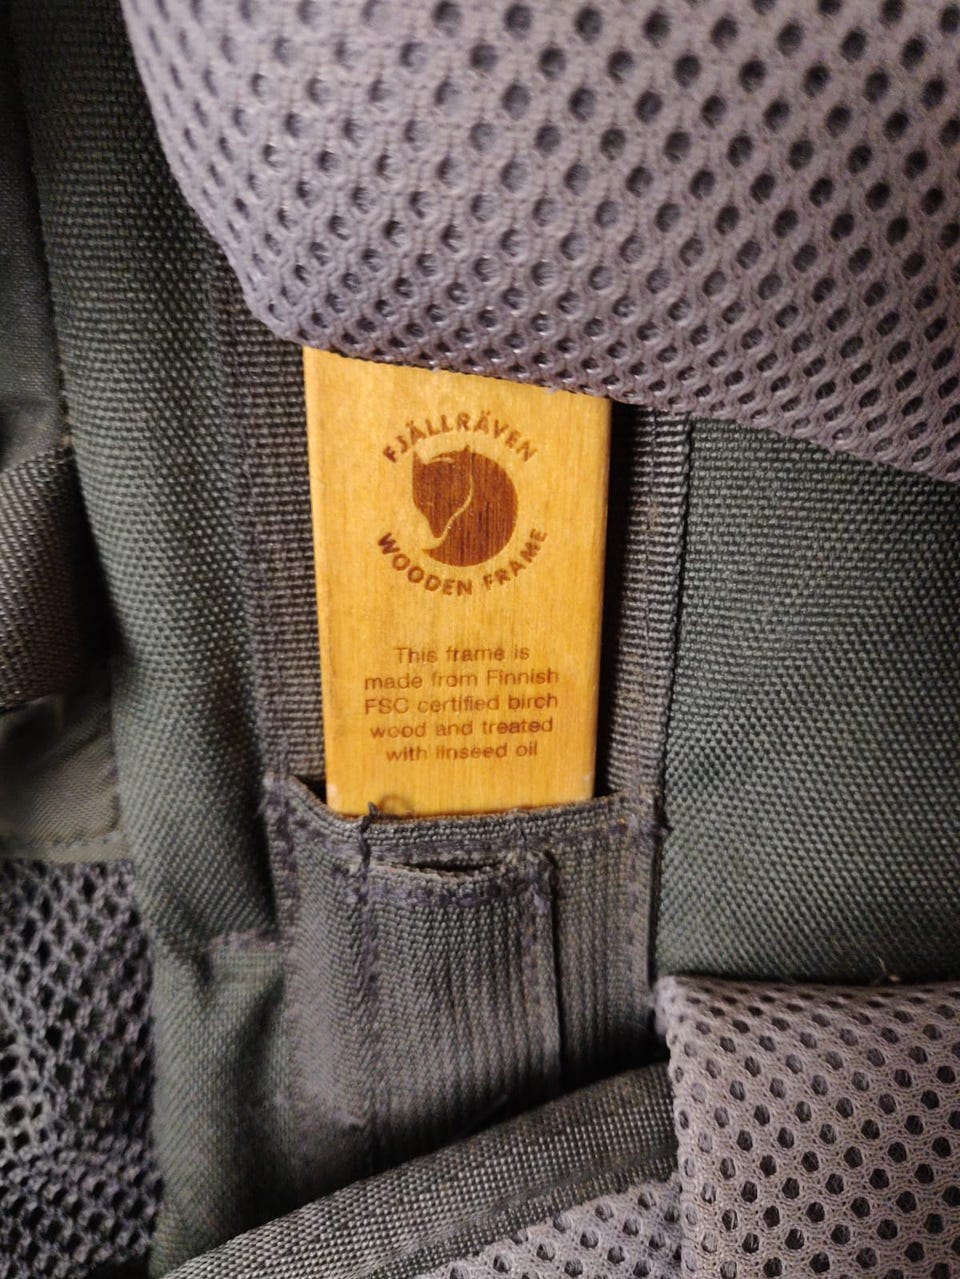 FJÄLLRÄVEN
WOODEN FRAME
This frame is
made from Finnish
FSC certified birch
wood and treated
with linseed oil